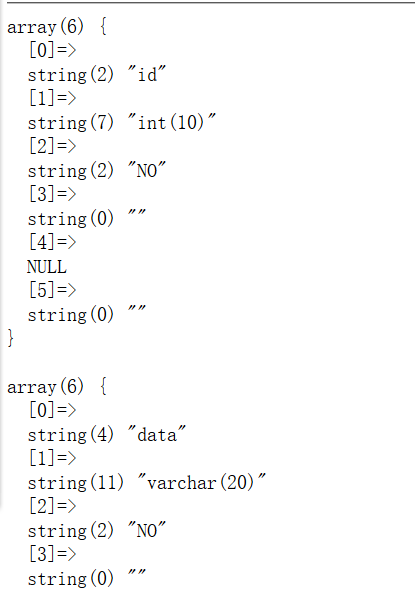 array(6) {
  [0]=>
  string(2) "id"
  [1]=>
  string(7) "int(10)"
  [2]=>
  string(2) "NO"
  [3]=>
  string(0) ""
  [4]=>
  NULL
  [5]=>
  string(0) ""
}
array(6) {
  [0]=>
  string(4) "data"
  [1]=>
  string(11) "varchar(20)"
  [2]=>
  string(2) "NO"
  [3]=>
  string(0) ""